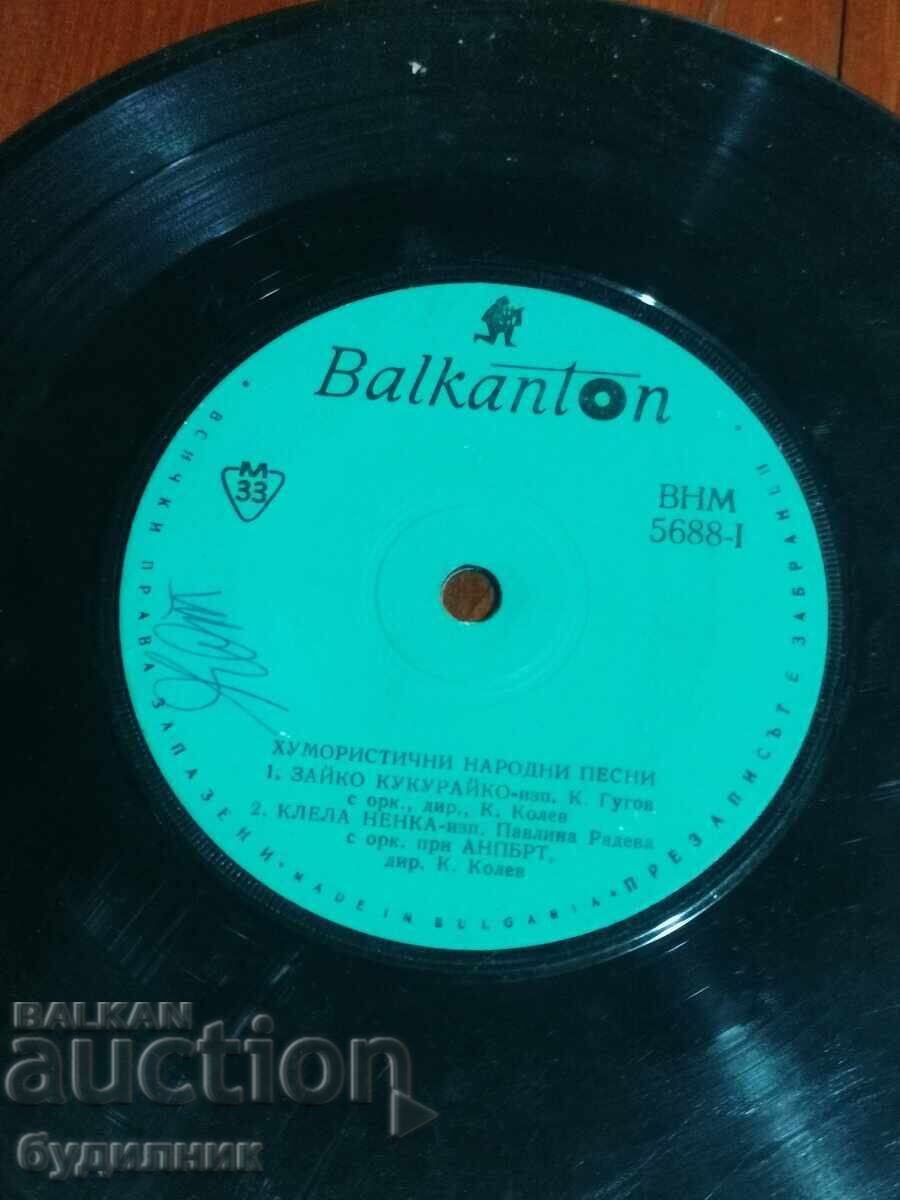 Balkanton
М
33
ВНМ
5688-I
ХУМОРИСТИЧНИ НАРОДНИ ПЕСНИ
1. ЗАЙКО КУКУРАЙКО-изп. К. Гугов
с орк., дир., К. Колев
2. КЛЕЛА НЕНКА-изп. Павлина Радева
с орк. при АНПБРТ,
дир. К. Колев
• ВСИЧКИ ПРАВА ЗАПАЗЕНИ • MADE IN BULGARIA • ПРЕЗАПИСЪТ Е ЗАБРАНЕН •
BALKAN
auction
будилник